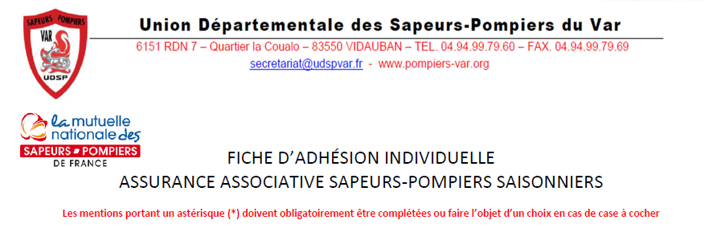 SAPEURS POMPIERS
VAR
UDSP
Union Départementale des Sapeurs-Pompiers du Var
6151 RDN 7 – Quartier la Coualo – 83550 VIDAUBAN – TEL. 04.94.99.79.60 – FAX. 04.94.99.79.69
secretariat@udspvar.fr - www.pompiers-var.org
la mutuelle
nationale des
SAPEURS POMPIERS
DE FRANCE
FICHE D’ADHÉSION INDIVIDUELLE
ASSURANCE ASSOCIATIVE SAPEURS-POMPIERS SAISONNIERS
Les mentions portant un astérisque (*) doivent obligatoirement être complétées ou faire l’objet d’un choix en cas de case à cocher